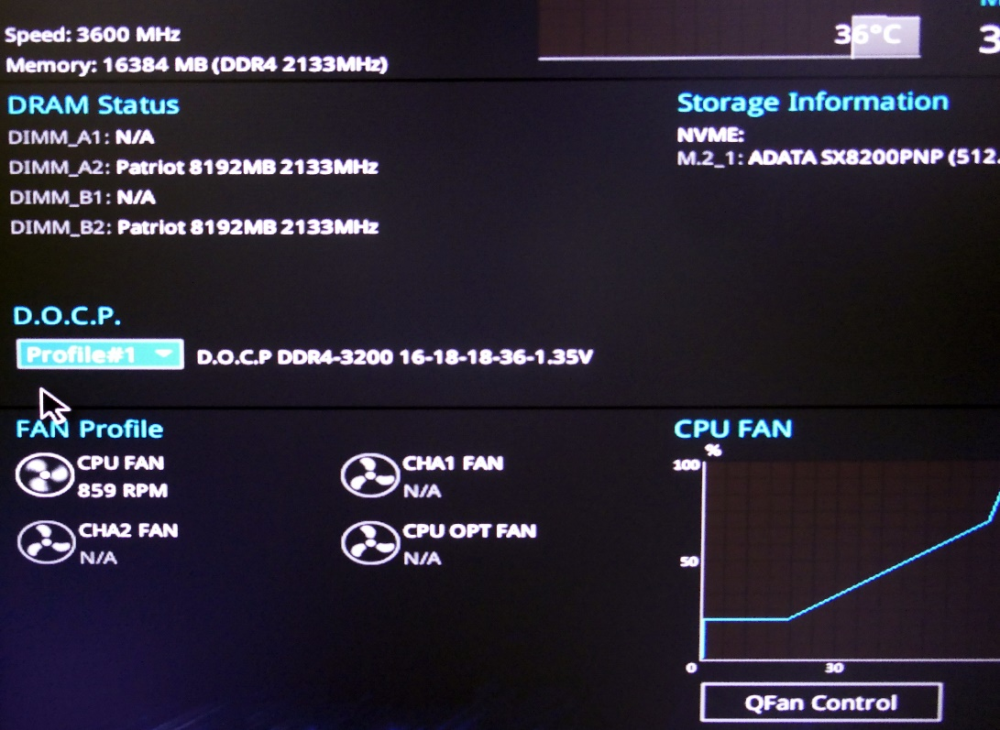 Speed: 3600 MHz
Memory: 16384 MB (DDR4 2133MHz)
36°C
3
DRAM Status
DIMM_A1: N/A
DIMM_A2: Patriot 8192MB 2133MHz
DIMM_B1: N/A
DIMM_B2: Patriot 8192MB 2133MHz
Storage Information
NVME:
M.2_1: ADATA SX8200PNP (512.
D.O.C.P.
Profile#1
D.O.C.P DDR4-3200 16-18-18-36-1.35V
FAN Profile
CPU FAN
859 RPM
CHA1 FAN
N/A
CHA2 FAN
N/A
CPU OPT FAN
N/A
CPU FAN
%
100
50
0
30
QFan Control